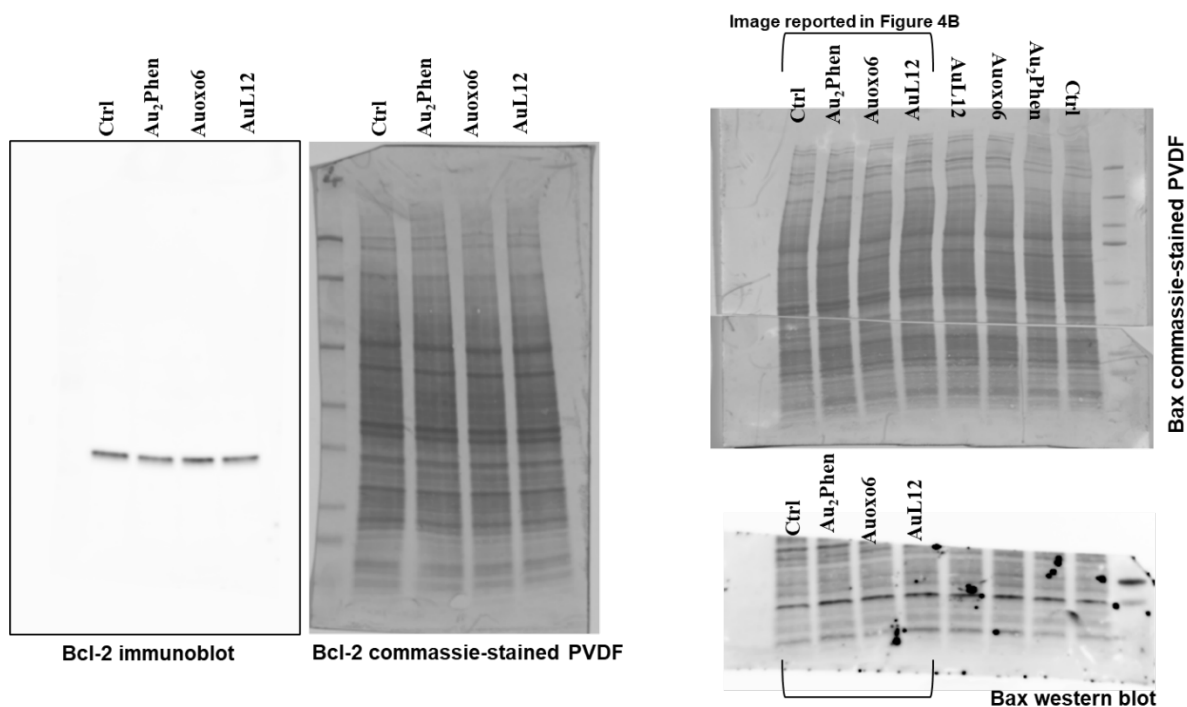 Ctrl
Au2Phen
Auoxo6
AuL12
Bcl-2 immunoblot
Ctrl
Au2Phen
Auoxo6
AuL12
Bcl-2 commassie-stained PVDF
Image reported in Figure 4B
Ctrl
Au2Phen
Auoxo6
AuL12
AuL12
Auoxo6
Au2Phen
Ctrl
Bax commassie-stained PVDF
Ctrl
Au2Phen
Auox6
AuL12
Bax western blot